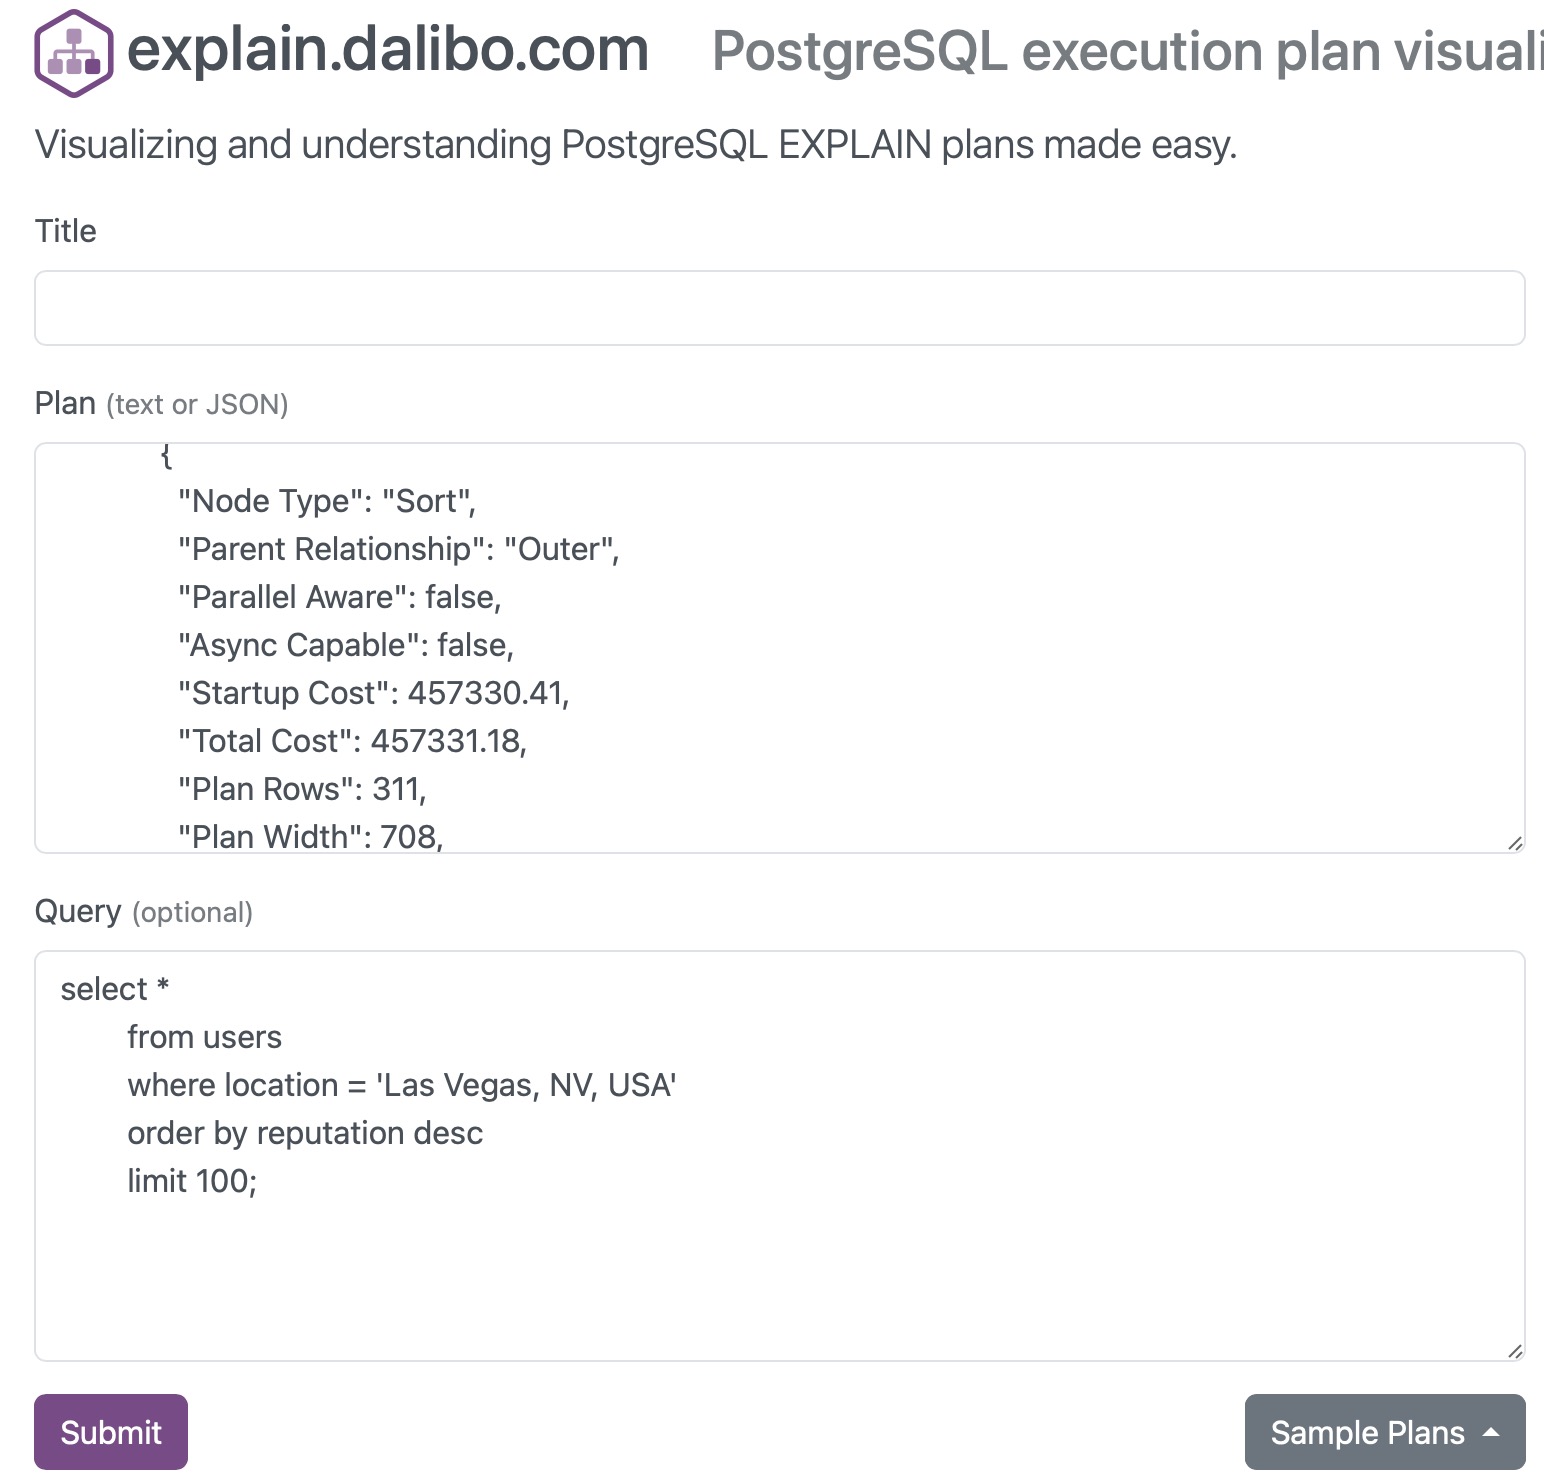 explain.dalibo.com PostgreSQL execution plan visuali
Visualizing and understanding PostgreSQL EXPLAIN plans made easy.
Title
Plan (text or JSON)
{
"Node Type": "Sort",
"Parent Relationship": "Outer",
"Parallel Aware": false,
"Async Capable": false,
"Startup Cost": 457330.41,
"Total Cost": 457331.18,
"Plan Rows": 311,
"Plan Width": 708,
Query (optional)
select *
from users
where location = 'Las Vegas, NV, USA'
order by reputation desc
limit 100;
Submit
Sample Plans